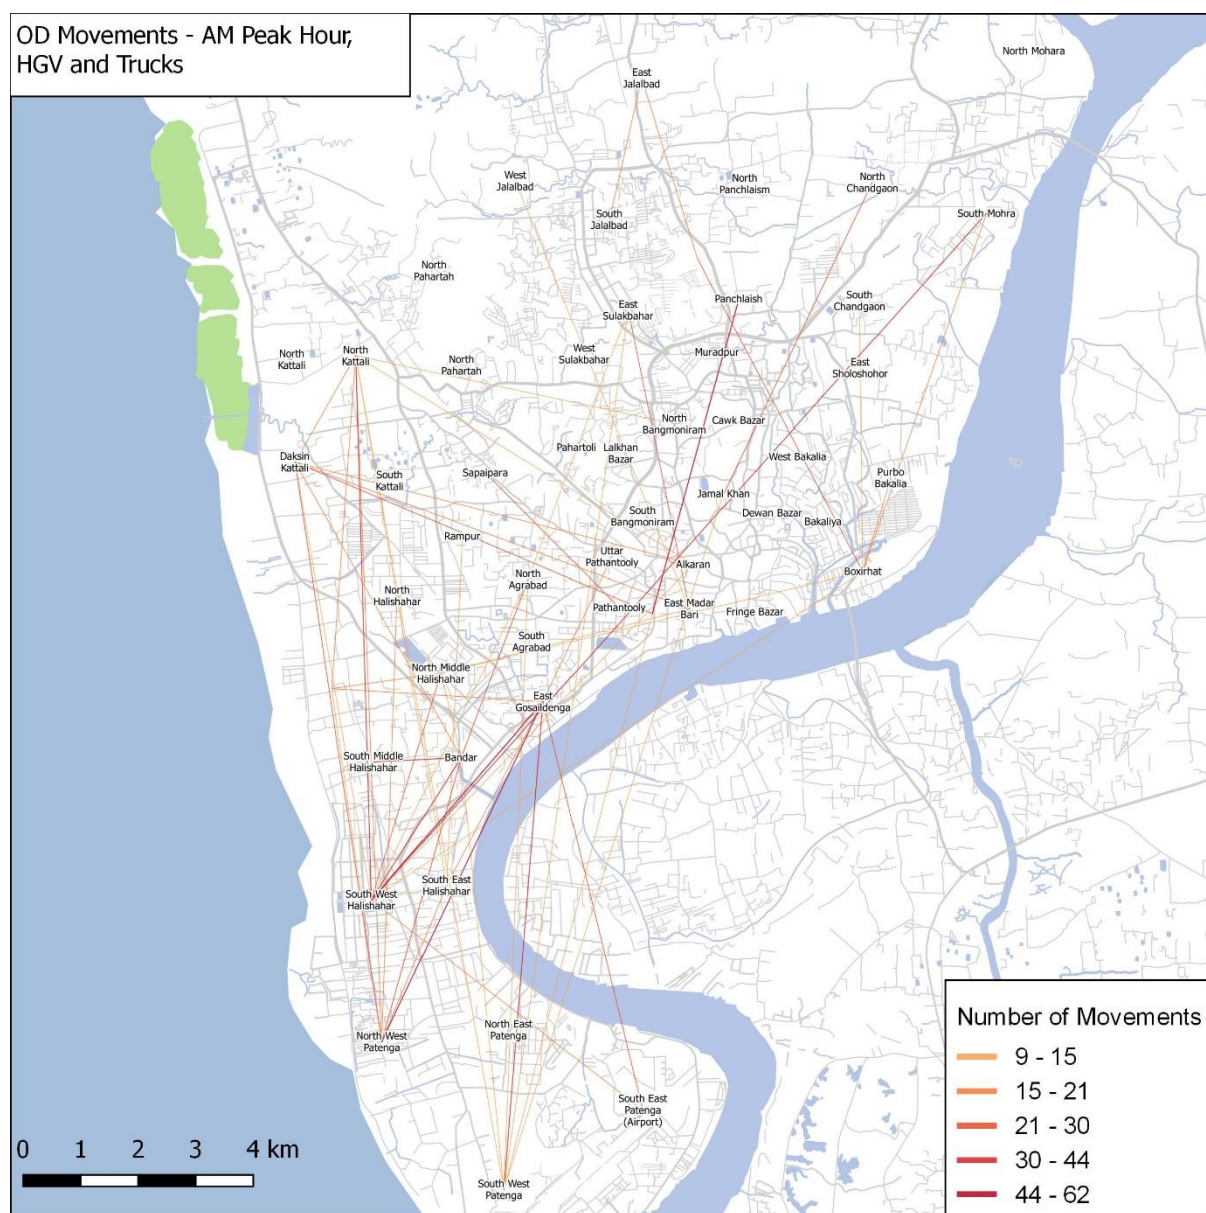 OD Movements - AM Peak Hour,
HGV and Trucks
North Mohara
East
Jalalbad
West
Jalalbad
North
Panchlaism
North
Chandgaon
South
Jalalbad
South Mohra
North
Pahartah
Panchlaish
South
Chandgaon
East
Sulakbahar
North
Kattali
North
Kattali
North
Pahartah
West
Sulakbahar
Muradpur
East
Sholoshohor
North
Bangmoniram
Cawk Bazar
Pahartoli
Lalkhan
Bazar
West Bakalia
Daksin
Kattali
South
Kattali
Sapaipara
Purbo
Bakalia
Jamal Khan
Dewan Bazar
Bakaliya
South
Bangmoniram
Rampur
Uttar
Pathantooly
Alkaran
Boxirhat
North
Agrabad
North
Halishahar
Pathantooly
East Madar
Bari
Fringe Bazar
South
Agrabad
North Middle
Halishahar
East
Gosaildenga
South Middle
Halishahar
Bandar
South East
Halishahar
South West
Halishahar
North West
Patenga
North East
Patenga
South East
Patenga
(Airport)
South West
Patenga
0 1 2 3 4 km
Number of Movements
9 - 15
15 - 21
21 - 30
30 - 44
44 - 62